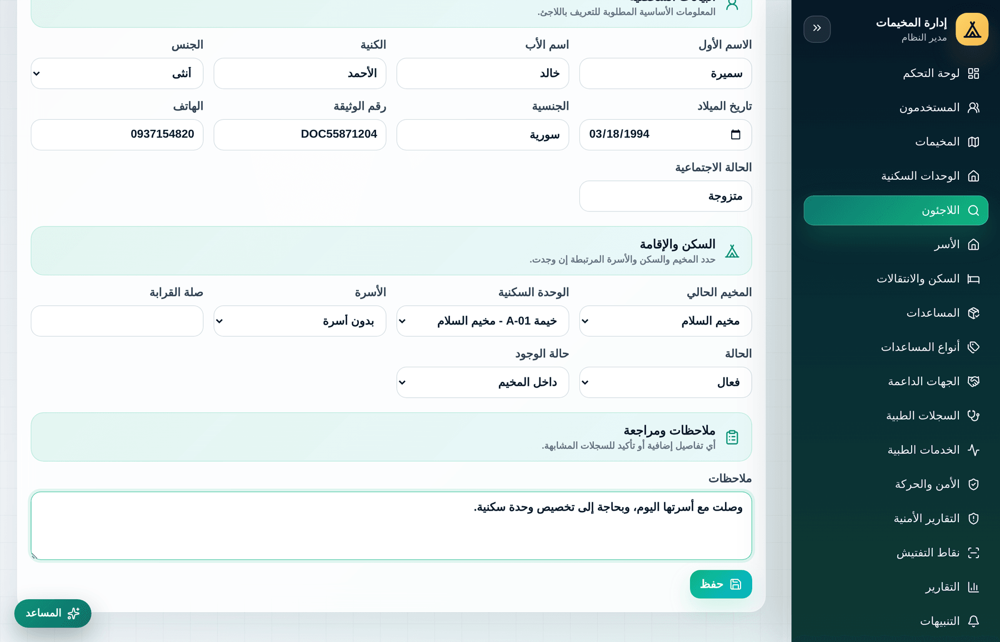 إدارة المخيمات
مدير النظام
لوحة التحكم
المستخدمون
المخيمات
الوحدات السكنية
اللاجئون
الأسر
السكن والانتقالات
المساعدات
أنواع المساعدات
الجهات الداعمة
السجلات الطبية
الخدمات الطبية
الأمن والحركة
التقارير الأمنية
نقاط التفتيش
التقارير
التنبيهات
المعلومات الأساسية المطلوبة للتعريف باللاجئ.
الاسم الأول
اسم الأب
الكنية
الجنس
سميرة
خالد
الأحمد
أنثى
تاريخ الميلاد
الجنسية
رقم الوثيقة
الهاتف
03/18/1994
سورية
DOC55871204
0937154820
الحالة الاجتماعية
متزوجة
السكن والإقامة
حدد المخيم والسكن والأسرة المرتبطة إن وجدت.
المخيم الحالي
الوحدة السكنية
الأسرة
صلة القرابة
مخيم السلام
خيمة A-01 - مخيم السلام
بدون أسرة
الحالة
حالة الوجود
فعال
داخل المخيم
ملاحظات ومراجعة
أي تفاصيل إضافية أو تأكيد للسجلات المشابهة.
ملاحظات
وصلت مع أسرتها اليوم، وبحاجة إلى تخصيص وحدة سكنية.
حفظ
المساعد